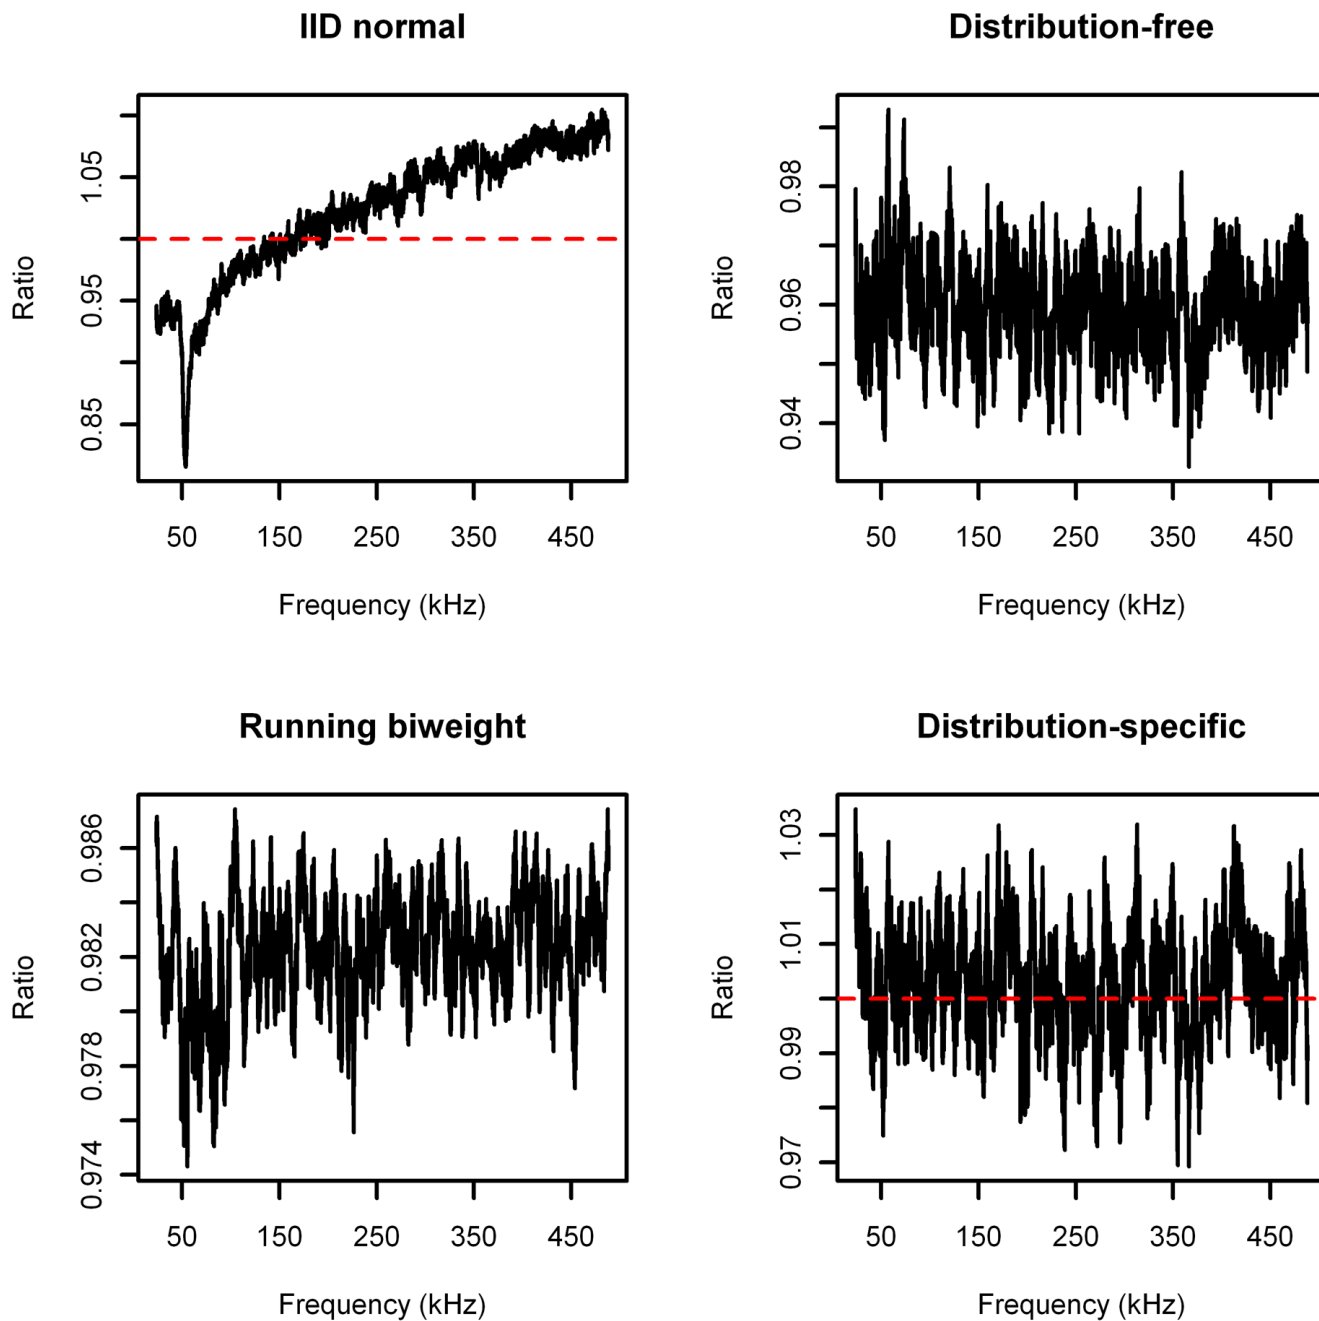 IID normal
Ratio
0.85
0.95
1.05
50 150 250 350 450
Frequency (kHz)
Distribution-free
Ratio
0.94
0.96
0.98
50 150 250 350 450
Frequency (kHz)
Running biweight
Ratio
0.974
0.978
0.982
0.986
50 150 250 350 450
Frequency (kHz)
Distribution-specific
Ratio
0.97
0.99
1.01
1.03
50 150 250 350 450
Frequency (kHz)